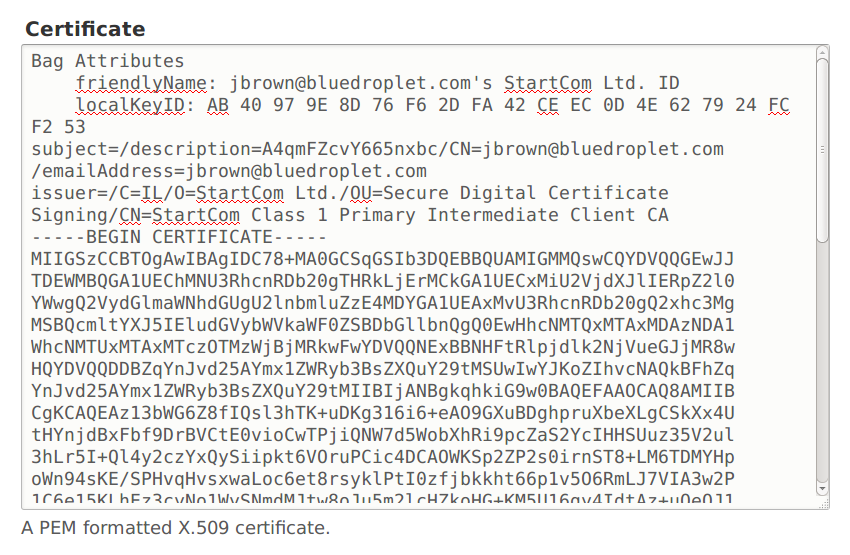 Certificate
Bag Attributes
friendlyName: jbrown@bluedroplet.com's StartCom Ltd. ID
localKeyID: AB 40 97 9E 8D 76 F6 2D FA 42 CE EC 0D 4E 62 79 24 FC
F2 53
subject=/description=A4qmFZcvY665nxbc/CN=jbrown@bluedroplet.com
/emailAddress=jbrown@bluedroplet.com
issuer=/C=IL/O=StartCom Ltd./OU=Secure Digital Certificate
Signing/CN=StartCom Class 1 Primary Intermediate Client CA
-----BEGIN CERTIFICATE-----
MIIGSzCCBTOgAwIBAgIDC78+MA0GCSqGSIb3DQEBBQUAMIGMMQswCQYDVQQGEwJJ
TDEWMBQGA1UEChMNU3RhcnRDb20gTHRkLjErMCkGA1UECxMiU2VjdXJlIERpZ2l0
YWwgQ2VydGlmaWNhdGUgU2lnbmluZzE4MDYGA1UEAxMvU3RhcnRDb20gQ2xhc3Mg
MSBQcmltYXJ5IEludGVybWVkaWF0ZSBDbGllbnQgQ0EwHhcNMTQxMTAxMDAzNDA1
WhcNMTUxMTAxMTczOTMzWjBjMRkwFwYDVQQNExBBNHFtRlpjdlk2NjVueGJjMR8w
HQYDVQQDDBZqYnJvd25AYmx1ZWRyb3BsZXQuY29tMSUwIwYJKoZIhvcNAQkBFhZq
YnJvd25AYmx1ZWRyb3BsZXQuY29tMIIBIjANBgkqhkiG9w0BAQEFAAOCAQ8AMIIB
CgKCAQEAz13bWG6Z8fIQsl3hTK+uDKg316i6+eAO9GXuBDghpruXbeXLgCSkXx4U
tHYnjdBxFbf9DrBVCtE0vioCwTPjiQNW7d5WobXhRi9pcZaS2YcIHHSUuz35V2ul
3hLr5I+Ql4y2czYxQySiipkt6VOruPCic4DCAOWKSp2ZP2s0irnST8+LM6TDMYHp
oWn94sKE/SPHvqHvsxwaLoc6et8rsyklPtI0zfjbkkht66p1v5O6RmLJ7VIA3w2P
A PEM formatted X.509 certificate.